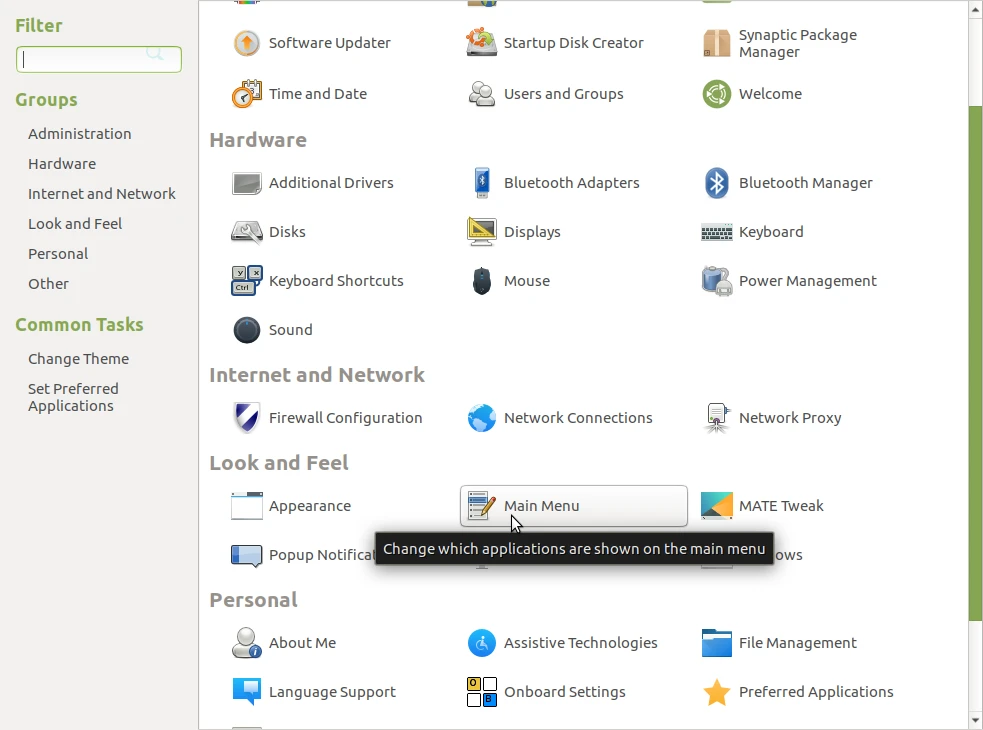 Filter
Groups
Administration
Hardware
Internet and Network
Look and Feel
Personal
Other
Common Tasks
Change Theme
Set Preferred
Applications
Software Updater
Startup Disk Creator
Synaptic Package
Manager
Time and Date
Users and Groups
Welcome
Hardware
Additional Drivers
Bluetooth Adapters
Bluetooth Manager
Disks
Displays
Keyboard
Keyboard Shortcuts
Mouse
Power Management
Sound
Internet and Network
Firewall Configuration
Network Connections
Network Proxy
Look and Feel
Appearance
Main Menu
MATE Tweak
Popup
Change which applications are shown on the main menu
Personal
About Me
Assistive Technologies
File Management
Language Support
Onboard Settings
Preferred Applications